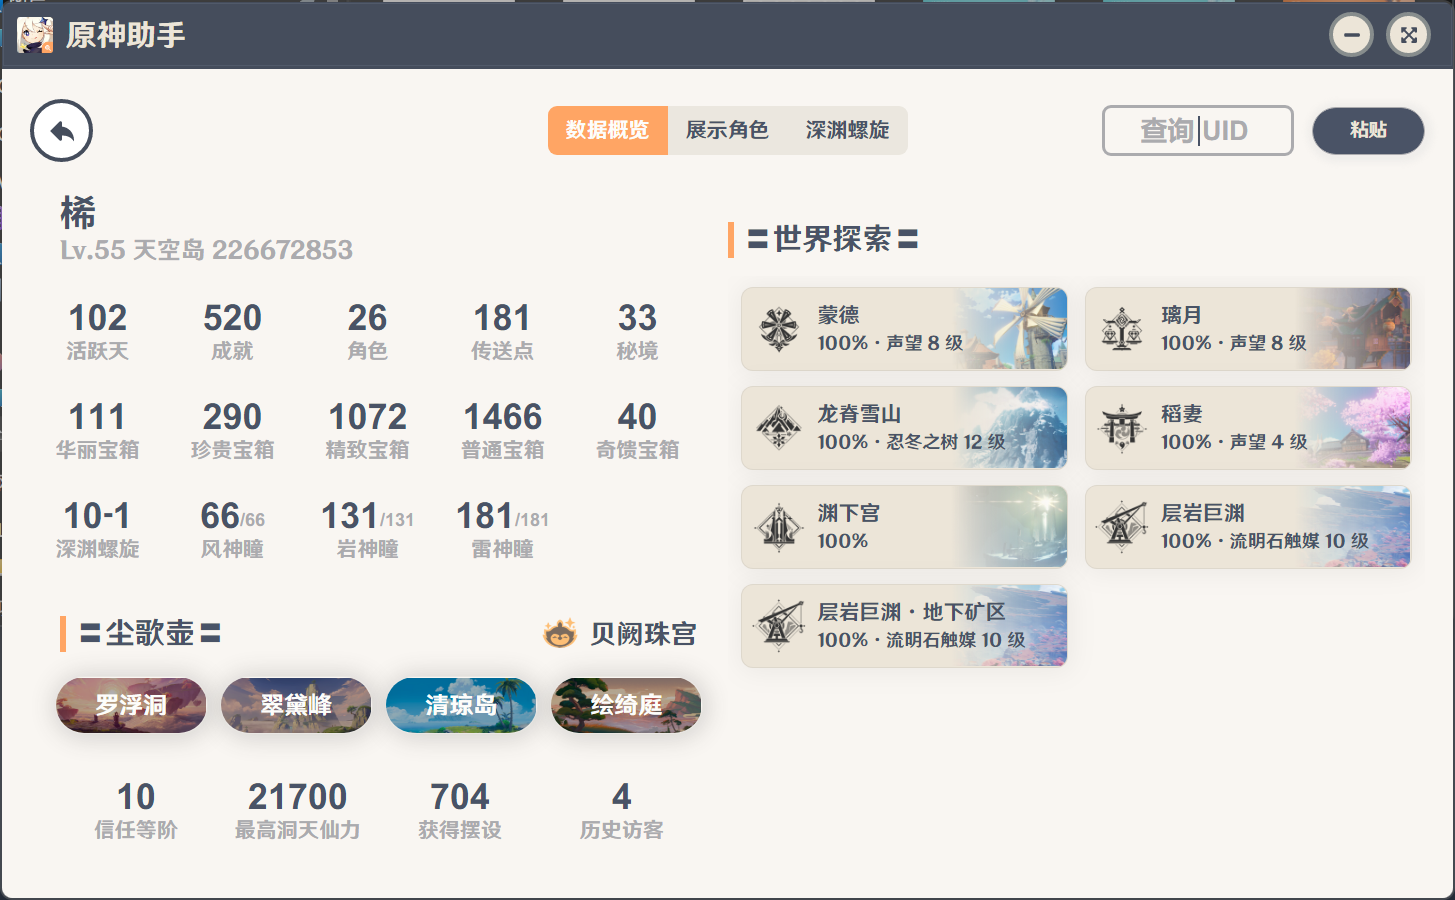 原神助手
数据概览 展示角色 深渊螺旋
查询UID
粘贴
桸
Lv.55 天空岛 226672853
102 520 26 181 33
活跃天 成就 角色 传送点 秘境
111 290 1072 1466 40
华丽宝箱 珍贵宝箱 精致宝箱 普通宝箱 奇馈宝箱
10-1 66/66 131/131 181/181
深渊螺旋 风神瞳 岩神瞳 雷神瞳
〓尘歌壶〓
贝阙珠宫
罗浮洞 翠黛峰 清琼岛 绘绮庭
10 21700 704 4
信任等阶 最高洞天仙力 获得摆设 历史访客
〓世界探索〓
蒙德
100% · 声望 8 级
璃月
100% · 声望 8 级
龙脊雪山
100% · 忍冬之树 12 级
稻妻
100% · 声望 4 级
渊下宫
100%
层岩巨渊
100% · 流明石触媒 10 级
层岩巨渊 · 地下矿区
100% · 流明石触媒 10 级